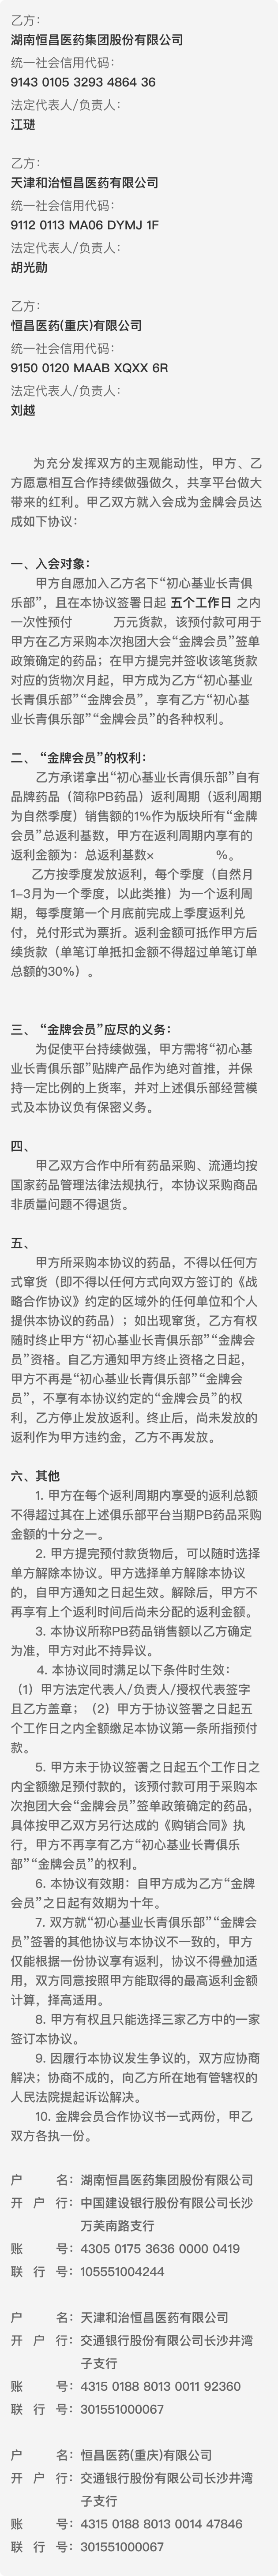 乙方：
湖南恒昌医药集团股份有限公司
统一社会信用代码：
9143 0105 3293 4864 36
法定代表人/负责人：
江琎
乙方：
天津和治恒昌医药有限公司
统一社会信用代码：
9112 0113 MA06 DYMJ 1F
法定代表人/负责人：
胡光勋
乙方：
恒昌医药(重庆)有限公司
统一社会信用代码：
9150 0120 MAAB XQXX 6R
法定代表人/负责人：
刘越
为充分发挥双方的主观能动性，甲方、乙
方愿意相互合作持续做强做久，共享平台做大
带来的红利。甲乙双方就入会成为金牌会员达
成如下协议：
一、入会对象：
甲方自愿加入乙方名下“初心基业长青俱
乐部”，且在本协议签署日起 五个工作日 之内
一次性预付 万元货款，该预付款可用于
甲方在乙方采购本次抱团大会“金牌会员”签单
政策确定的药品；在甲方提完并签收该笔货款
对应的货物次月起，甲方成为乙方“初心基业
长青俱乐部”“金牌会员”，享有乙方“初心基
业长青俱乐部”“金牌会员”的各种权利。
二、“金牌会员”的权利：
乙方承诺拿出“初心基业长青俱乐部”自有
品牌药品（简称PB药品）返利周期（返利周期
为自然季度）销售额的1%作为版块所有“金牌
会员”总返利基数，甲方在返利周期内享有的
返利金额为：总返利基数× %。
乙方按季度发放返利，每个季度（自然月
1-3月为一个季度，以此类推）为一个返利周
期，每季度第一个月底前完成上季度返利兑
付，兑付形式为票折。返利金额可抵作甲方后
续货款（单笔订单抵扣金额不得超过单笔订单
总额的30%）。
三、“金牌会员”应尽的义务：
为促使平台持续做强，甲方需将“初心基
业长青俱乐部”贴牌产品作为绝对首推，并保
持一定比例的上货率，并对上述俱乐部经营模
式及本协议负有保密义务。
四、
甲乙双方合作中所有药品采购、流通均按
国家药品管理法律法规执行，本协议采购商品
非质量问题不得退货。
五、
甲方所采购本协议的药品，不得以任何方
式窜货（即不得以任何方式向双方签订的《战
略合作协议》约定的区域外的任何单位和个人
提供本协议的药品）；如出现窜货，乙方有权
随时终止甲方“初心基业长青俱乐部”“金牌会
员”资格。自乙方通知甲方终止资格之日起，
甲方不再是“初心基业长青俱乐部”“金牌会
员”，不享有本协议约定的“金牌会员”的权
利，乙方停止发放返利。终止后，尚未发放的
返利作为甲方违约金，乙方不再发放。
六、其他
1. 甲方在每个返利周期内享受的返利总额
不得超过其在上述俱乐部平台当期PB药品采购
金额的十分之一。
2. 甲方提完预付款货物后，可以随时选择
单方解除本协议。甲方选择单方解除本协议
的，自甲方通知之日起生效。解除后，甲方不
再享有上个返利时间后尚未分配的返利金额。
3. 本协议所称PB药品销售额以乙方确定
为准，甲方对此不持异议。
4. 本协议同时满足以下条件时生效：
（1）甲方法定代表人/负责人/授权代表签字
且乙方盖章；（2）甲方于协议签署之日起五
个工作日之内全额缴足本协议第一条所指预付
款。
5. 甲方未于协议签署之日起五个工作日之
内全额缴足预付款的，该预付款可用于采购本
次抱团大会“金牌会员”签单政策确定的药品，
具体按甲乙双方另行达成的《购销合同》执
行，甲方不再享有乙方“初心基业长青俱乐
部”“金牌会员”的权利。
6. 本协议有效期：自甲方成为乙方“金牌
会员”之日起有效期为十年。
7. 双方就“初心基业长青俱乐部”“金牌会
员”签署的其他协议与本协议不一致的，甲方
仅能根据一份协议享有返利，协议不得叠加适
用，双方同意按照甲方能取得的最高返利金额
计算，择高适用。
8. 甲方有权且只能选择三家乙方中的一家
签订本协议。
9. 因履行本协议发生争议的，双方应协商
解决；协商不成的，向乙方所在地有管辖权的
人民法院提起诉讼解决。
10. 金牌会员合作协议书一式两份，甲乙
双方各执一份。
户 名：湖南恒昌医药集团股份有限公司
开 户 行：中国建设银行股份有限公司长沙
万芙南路支行
账 号：4305 0175 3636 0000 0419
联 行 号：105551004244
户 名：天津和治恒昌医药有限公司
开 户 行：交通银行股份有限公司长沙井湾
子支行
账 号：4315 0188 8013 0011 92360
联 行 号：301551000067
户 名：恒昌医药(重庆)有限公司
开 户 行：交通银行股份有限公司长沙井湾
子支行
账 号：4315 0188 8013 0014 47846
联 行 号：301551000067